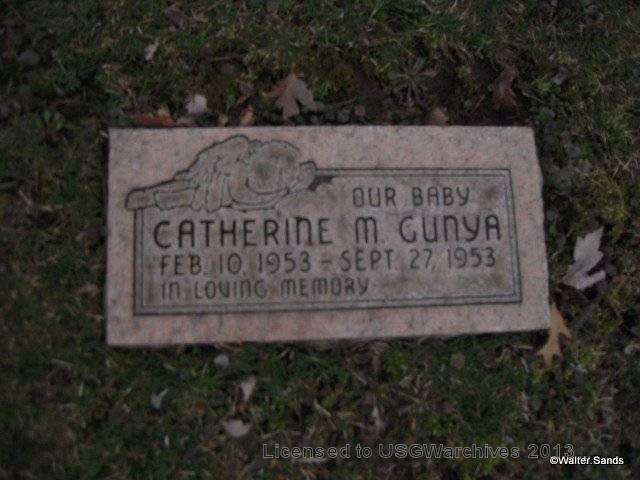 OUR BABY
CATHERINE M. GUNYA
FEB. 10, 1953 – SEPT. 27, 1953
IN LOVING MEMORY
Licensed to USGWarchives 2013
©Walter.Sands